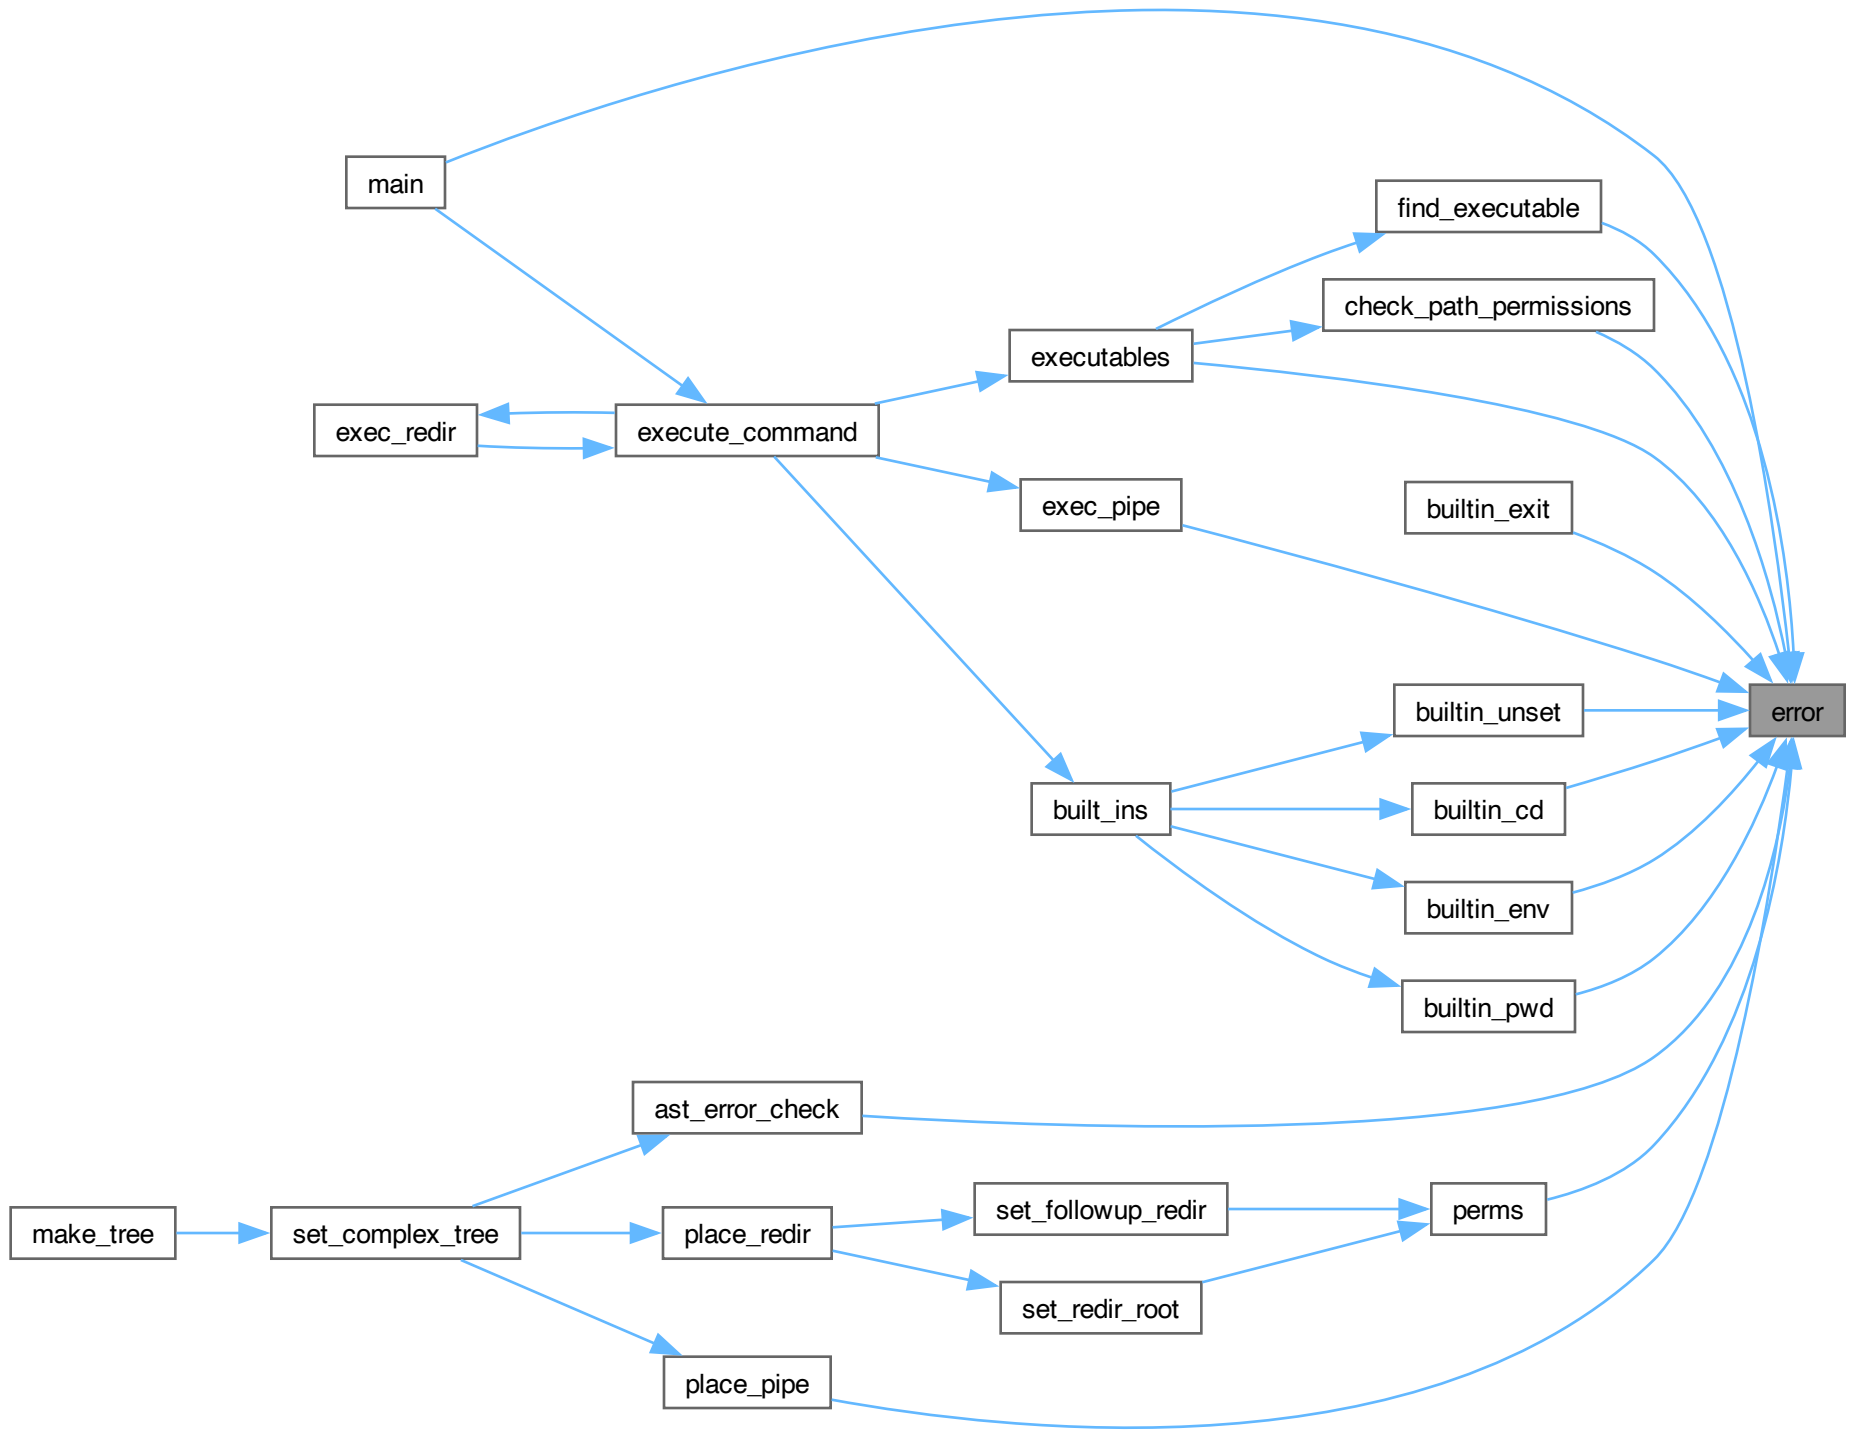 main
find_executable
check_path_permissions
executables
exec_redir
execute_command
exec_pipe
builtin_exit
builtin_unset
error
built_ins
builtin_cd
builtin_env
builtin_pwd
ast_error_check
make_tree
set_complex_tree
place_redir
set_followup_redir
perms
set_redir_root
place_pipe